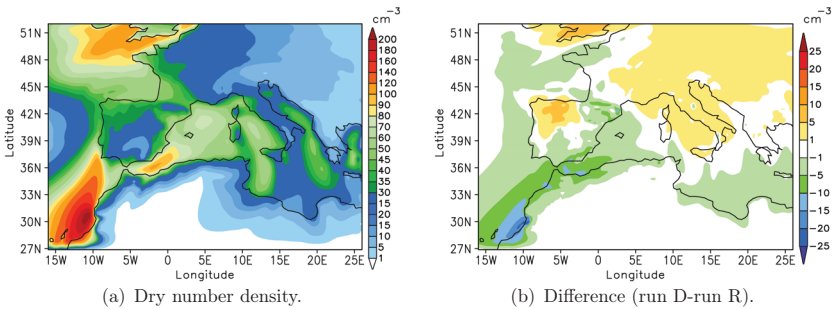 cm⁻³
cm⁻³
51N
48N
45N
42N
39N
36N
33N
30N
27N
Latitude
15W 10W 5W 0 5E 10E 15E 20E 25E
Longitude
200
180
160
140
120
100
90
80
70
60
50
45
40
35
30
25
20
15
10
5
1
51N
48N
45N
42N
39N
36N
33N
30N
27N
Latitude
15W 10W 5W 0 5E 10E 15E 20E 25E
Longitude
25
20
15
10
5
1
−1
−5
−10
−15
−20
−25
(a) Dry number density.
(b) Difference (run D-run R).